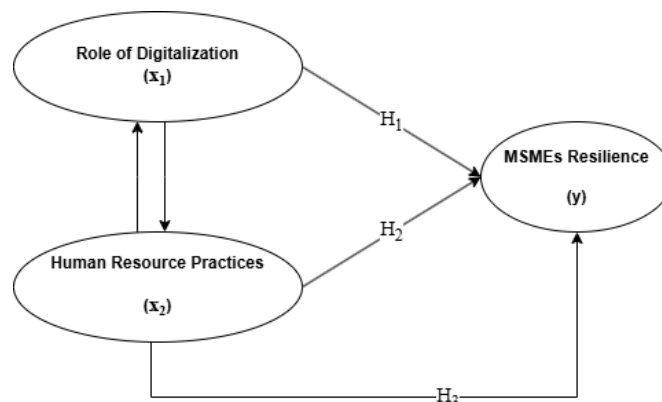 Role of Digitalization
(x₁)
H₁
MSMEs Resilience
(y)
H₂
Human Resource Practices
(x₂)
H₃